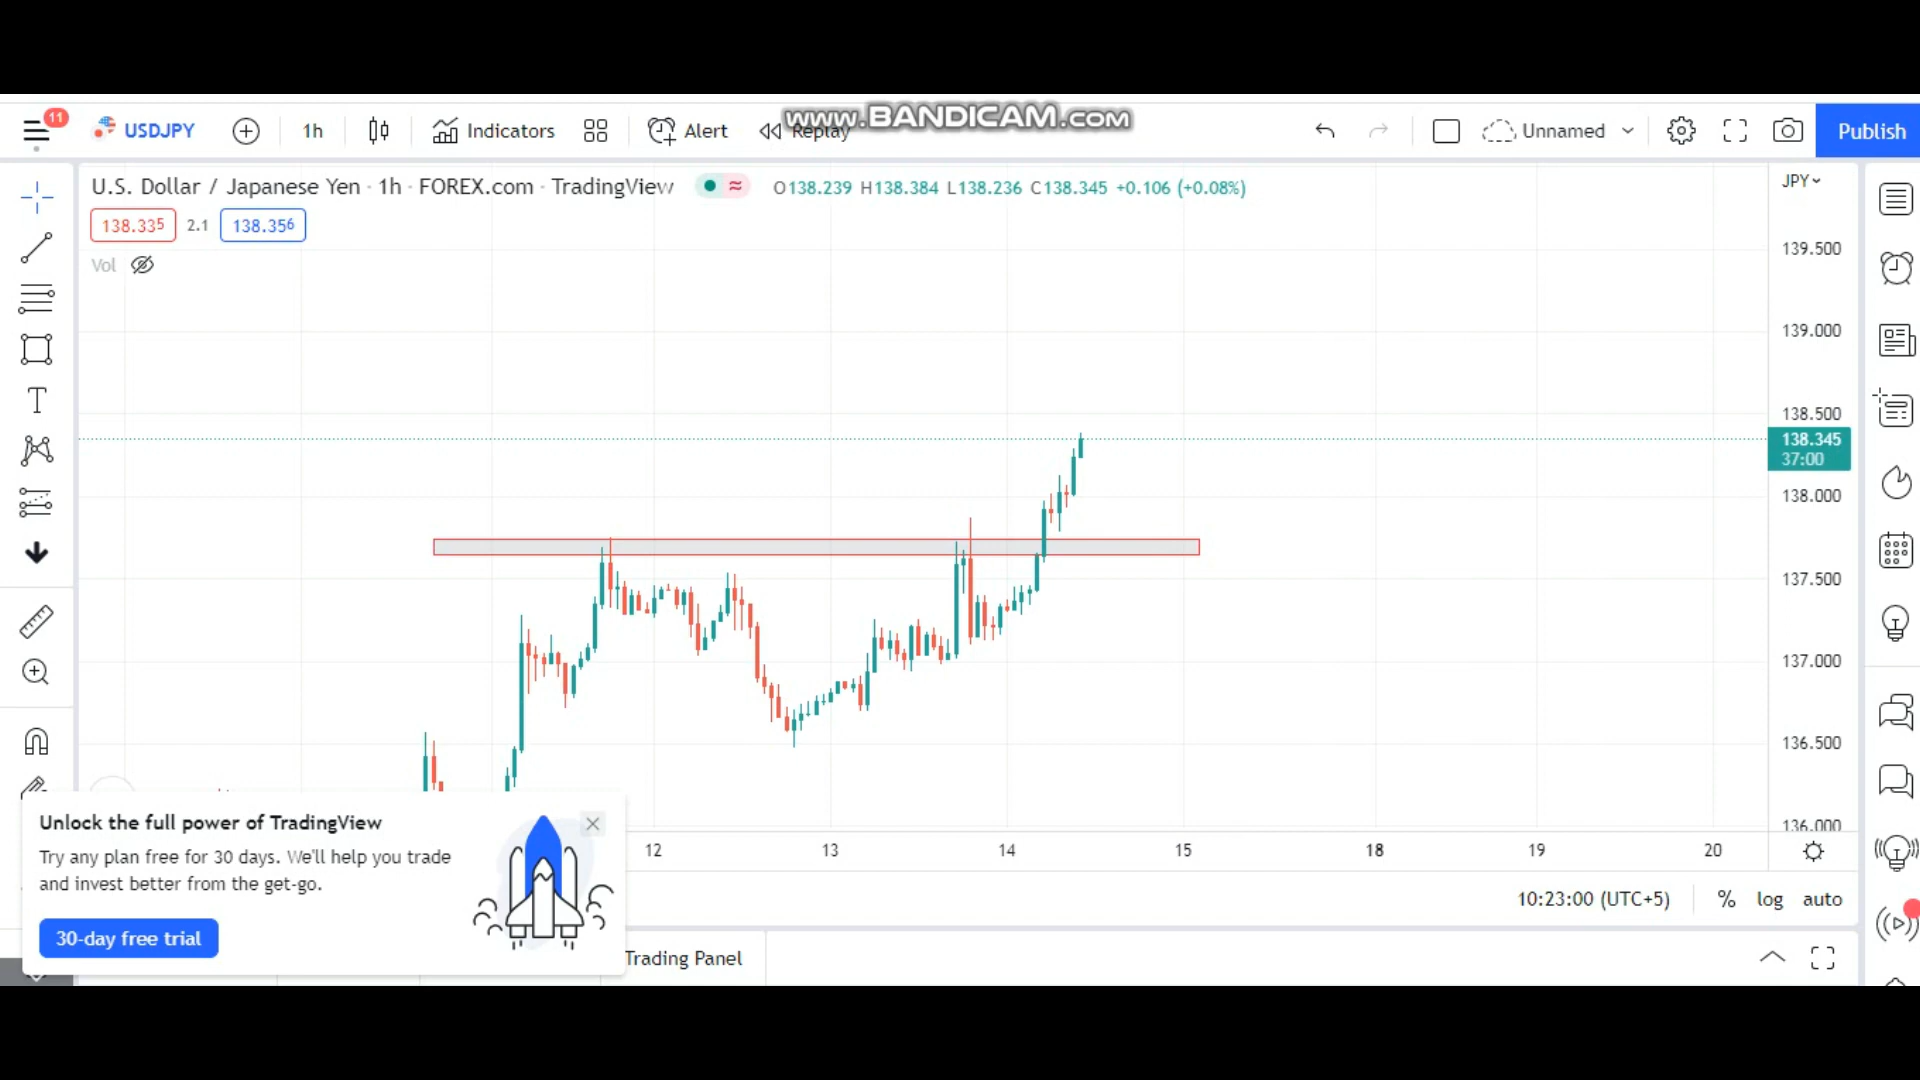 www.BANDICAM.com
11
USDJPY
1h
Indicators
Alert
Replay
Unnamed
Publish
U.S. Dollar / Japanese Yen · 1h · FOREX.com · TradingView
O138.239 H138.384 L138.236 C138.345 +0.106 (+0.08%)
JPY
138.335
2.1
138.356
Vol
139.500
139.000
138.500
138.345
37:00
138.000
137.500
137.000
136.500
136.000
12
13
14
15
18
19
20
Unlock the full power of TradingView
Try any plan free for 30 days. We'll help you trade
and invest better from the get-go.
30-day free trial
10:23:00 (UTC+5)
%
log
auto
Trading Panel